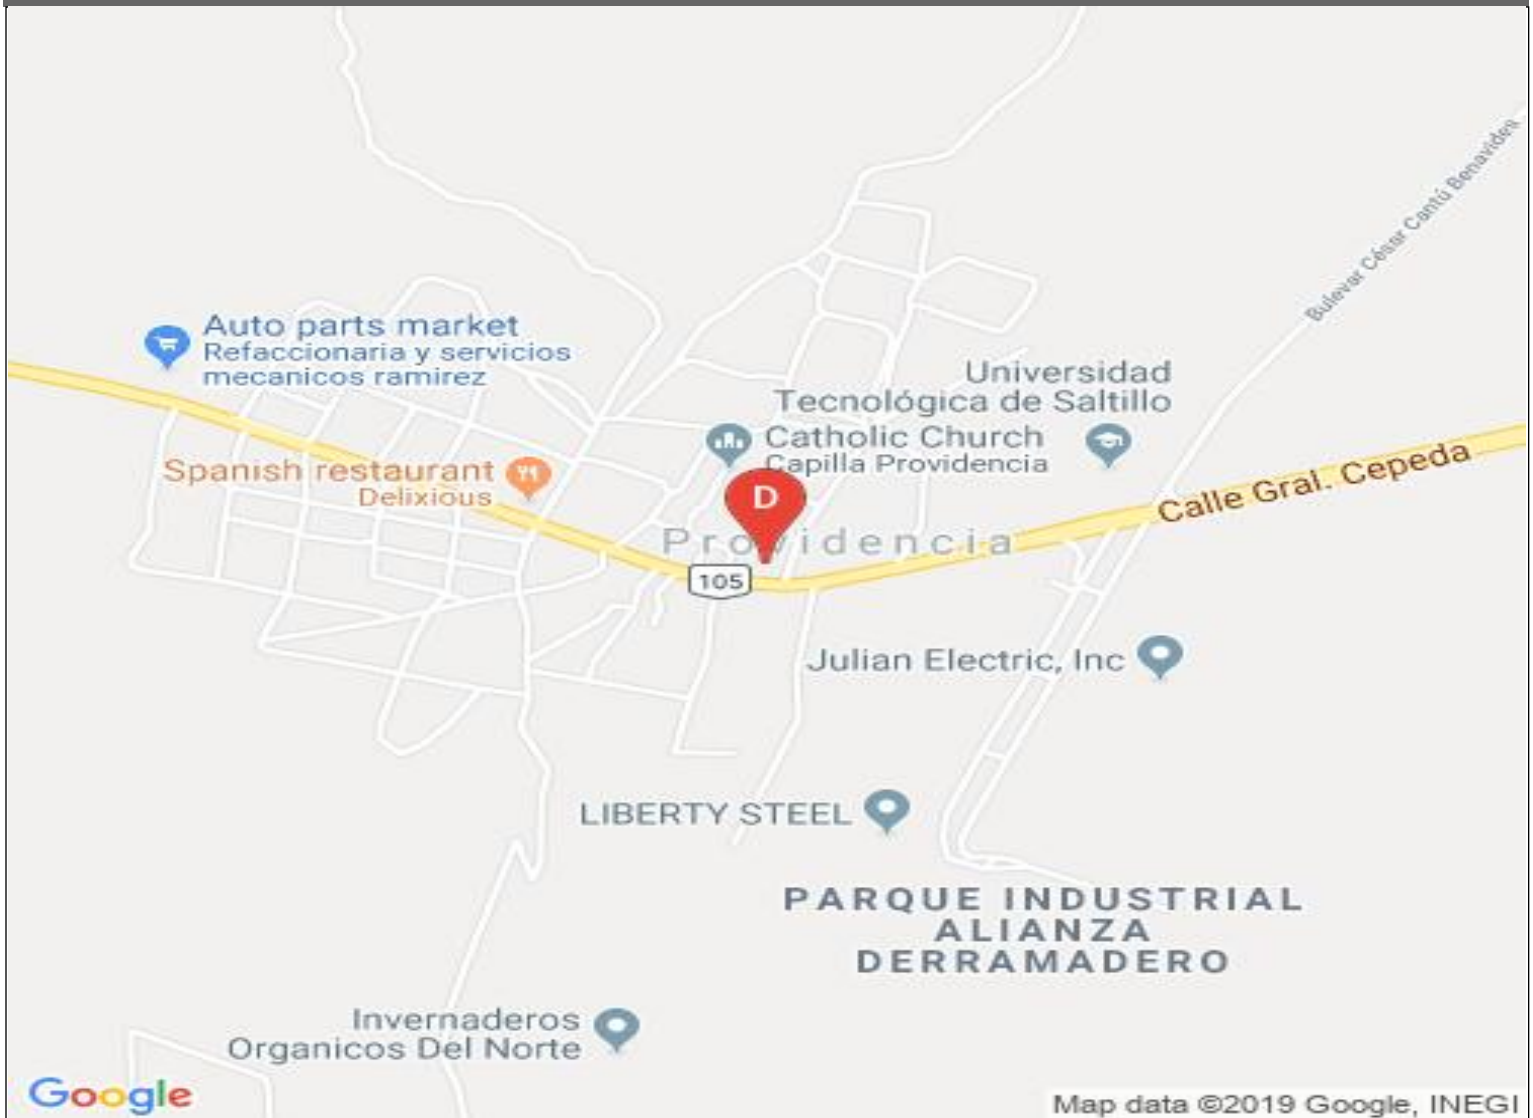 Bulevar César Cantú Benavides
Auto parts market
Refaccionaria y servicios
mecanicos ramirez
Universidad
Tecnológica de Saltillo
Catholic Church
Capilla Providencia
Spanish restaurant
Delixious
D
Calle Gral. Cepeda
Providencia
105
Julian Electric, Inc
LIBERTY STEEL
PARQUE INDUSTRIAL
ALIANZA
DERRAMADERO
Invernaderos
Organicos Del Norte
Google
Map data ©2019 Google, INEGI